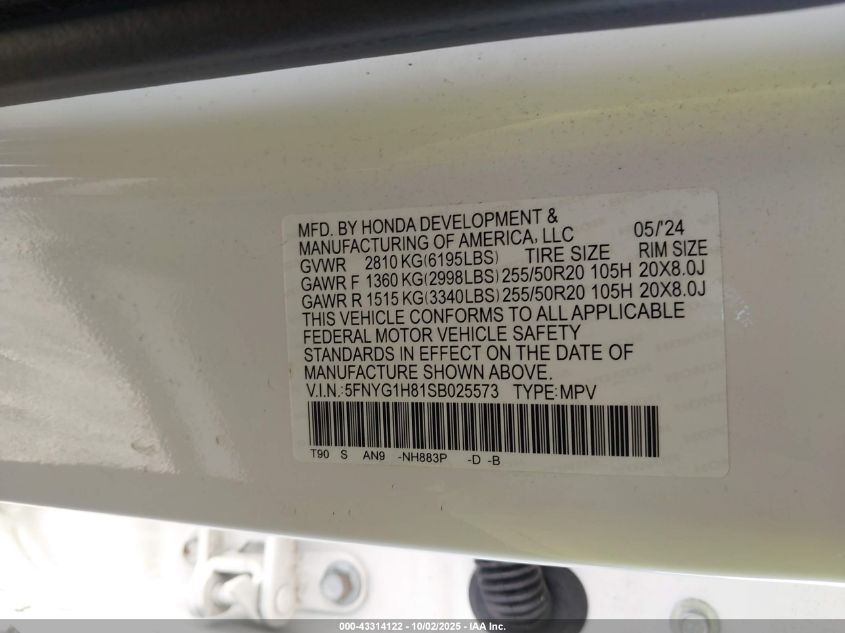 MFD. BY HONDA DEVELOPMENT &
MANUFACTURING OF AMERICA, LLC 05/'24
GVWR 2810 KG(6195LBS) TIRE SIZE RIM SIZE
GAWR F 1360 KG(2998LBS) 255/50R20 105H 20X8.0J
GAWR R 1515 KG(3340LBS) 255/50R20 105H 20X8.0J
THIS VEHICLE CONFORMS TO ALL APPLICABLE
FEDERAL MOTOR VEHICLE SAFETY
STANDARDS IN EFFECT ON THE DATE OF
MANUFACTURE SHOWN ABOVE.
V.I.N.:5FNYG1H81SB025573 TYPE:MPV
T90 S AN9 -NH883P -D -B
000-43314122 - 10/02/2025 - IAA Inc.